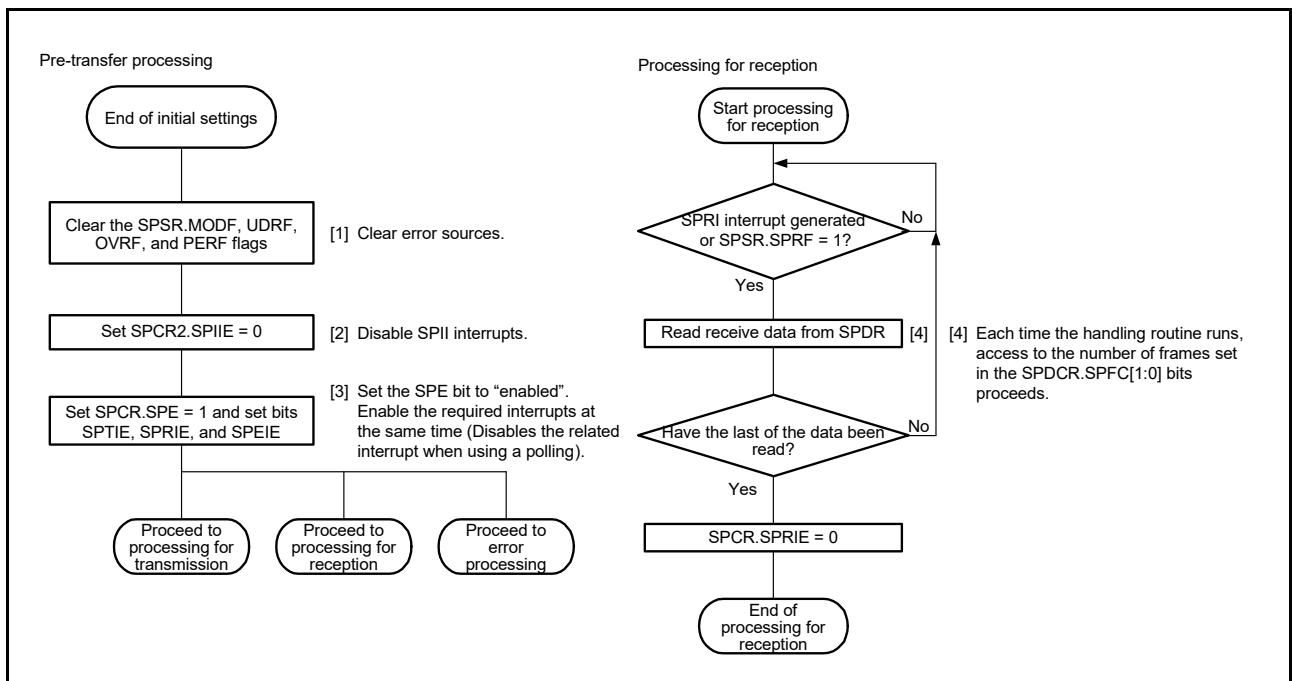 Pre-transfer processing
End of initial settings
Clear the SPSR.MODF, UDRF,
OVRF, and PERF flags
[1] Clear error sources.
Set SPCR2.SPIIE = 0
[2] Disable SPII interrupts.
Set SPCR.SPE = 1 and set bits
SPTIE, SPRIE, and SPEIE
[3] Set the SPE bit to “enabled”.
Enable the required interrupts at
the same time (Disables the related
interrupt when using a polling).
Proceed to
processing for
transmission
Proceed to
processing for
reception
Proceed to
error
processing
Processing for reception
Start processing
for reception
SPRI interrupt generated
or SPSR.SPRF = 1?
No
Yes
Read receive data from SPDR
[4]
[4] Each time the handling routine runs,
access to the number of frames set
in the SPDCR.SPFC[1:0] bits
proceeds.
Have the last of the data been
read?
No
Yes
SPCR.SPRIE = 0
End of
processing for
reception